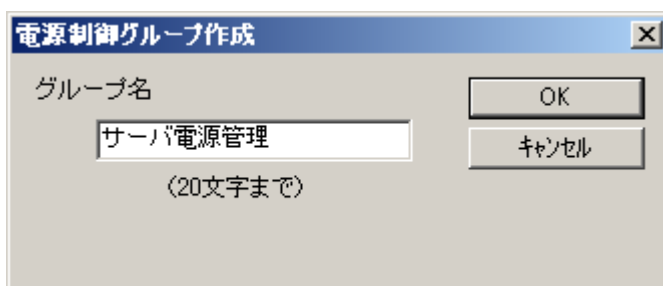 電源制御グループ作成
グループ名
OK
サーバ電源管理
キャンセル
(20文字まで)